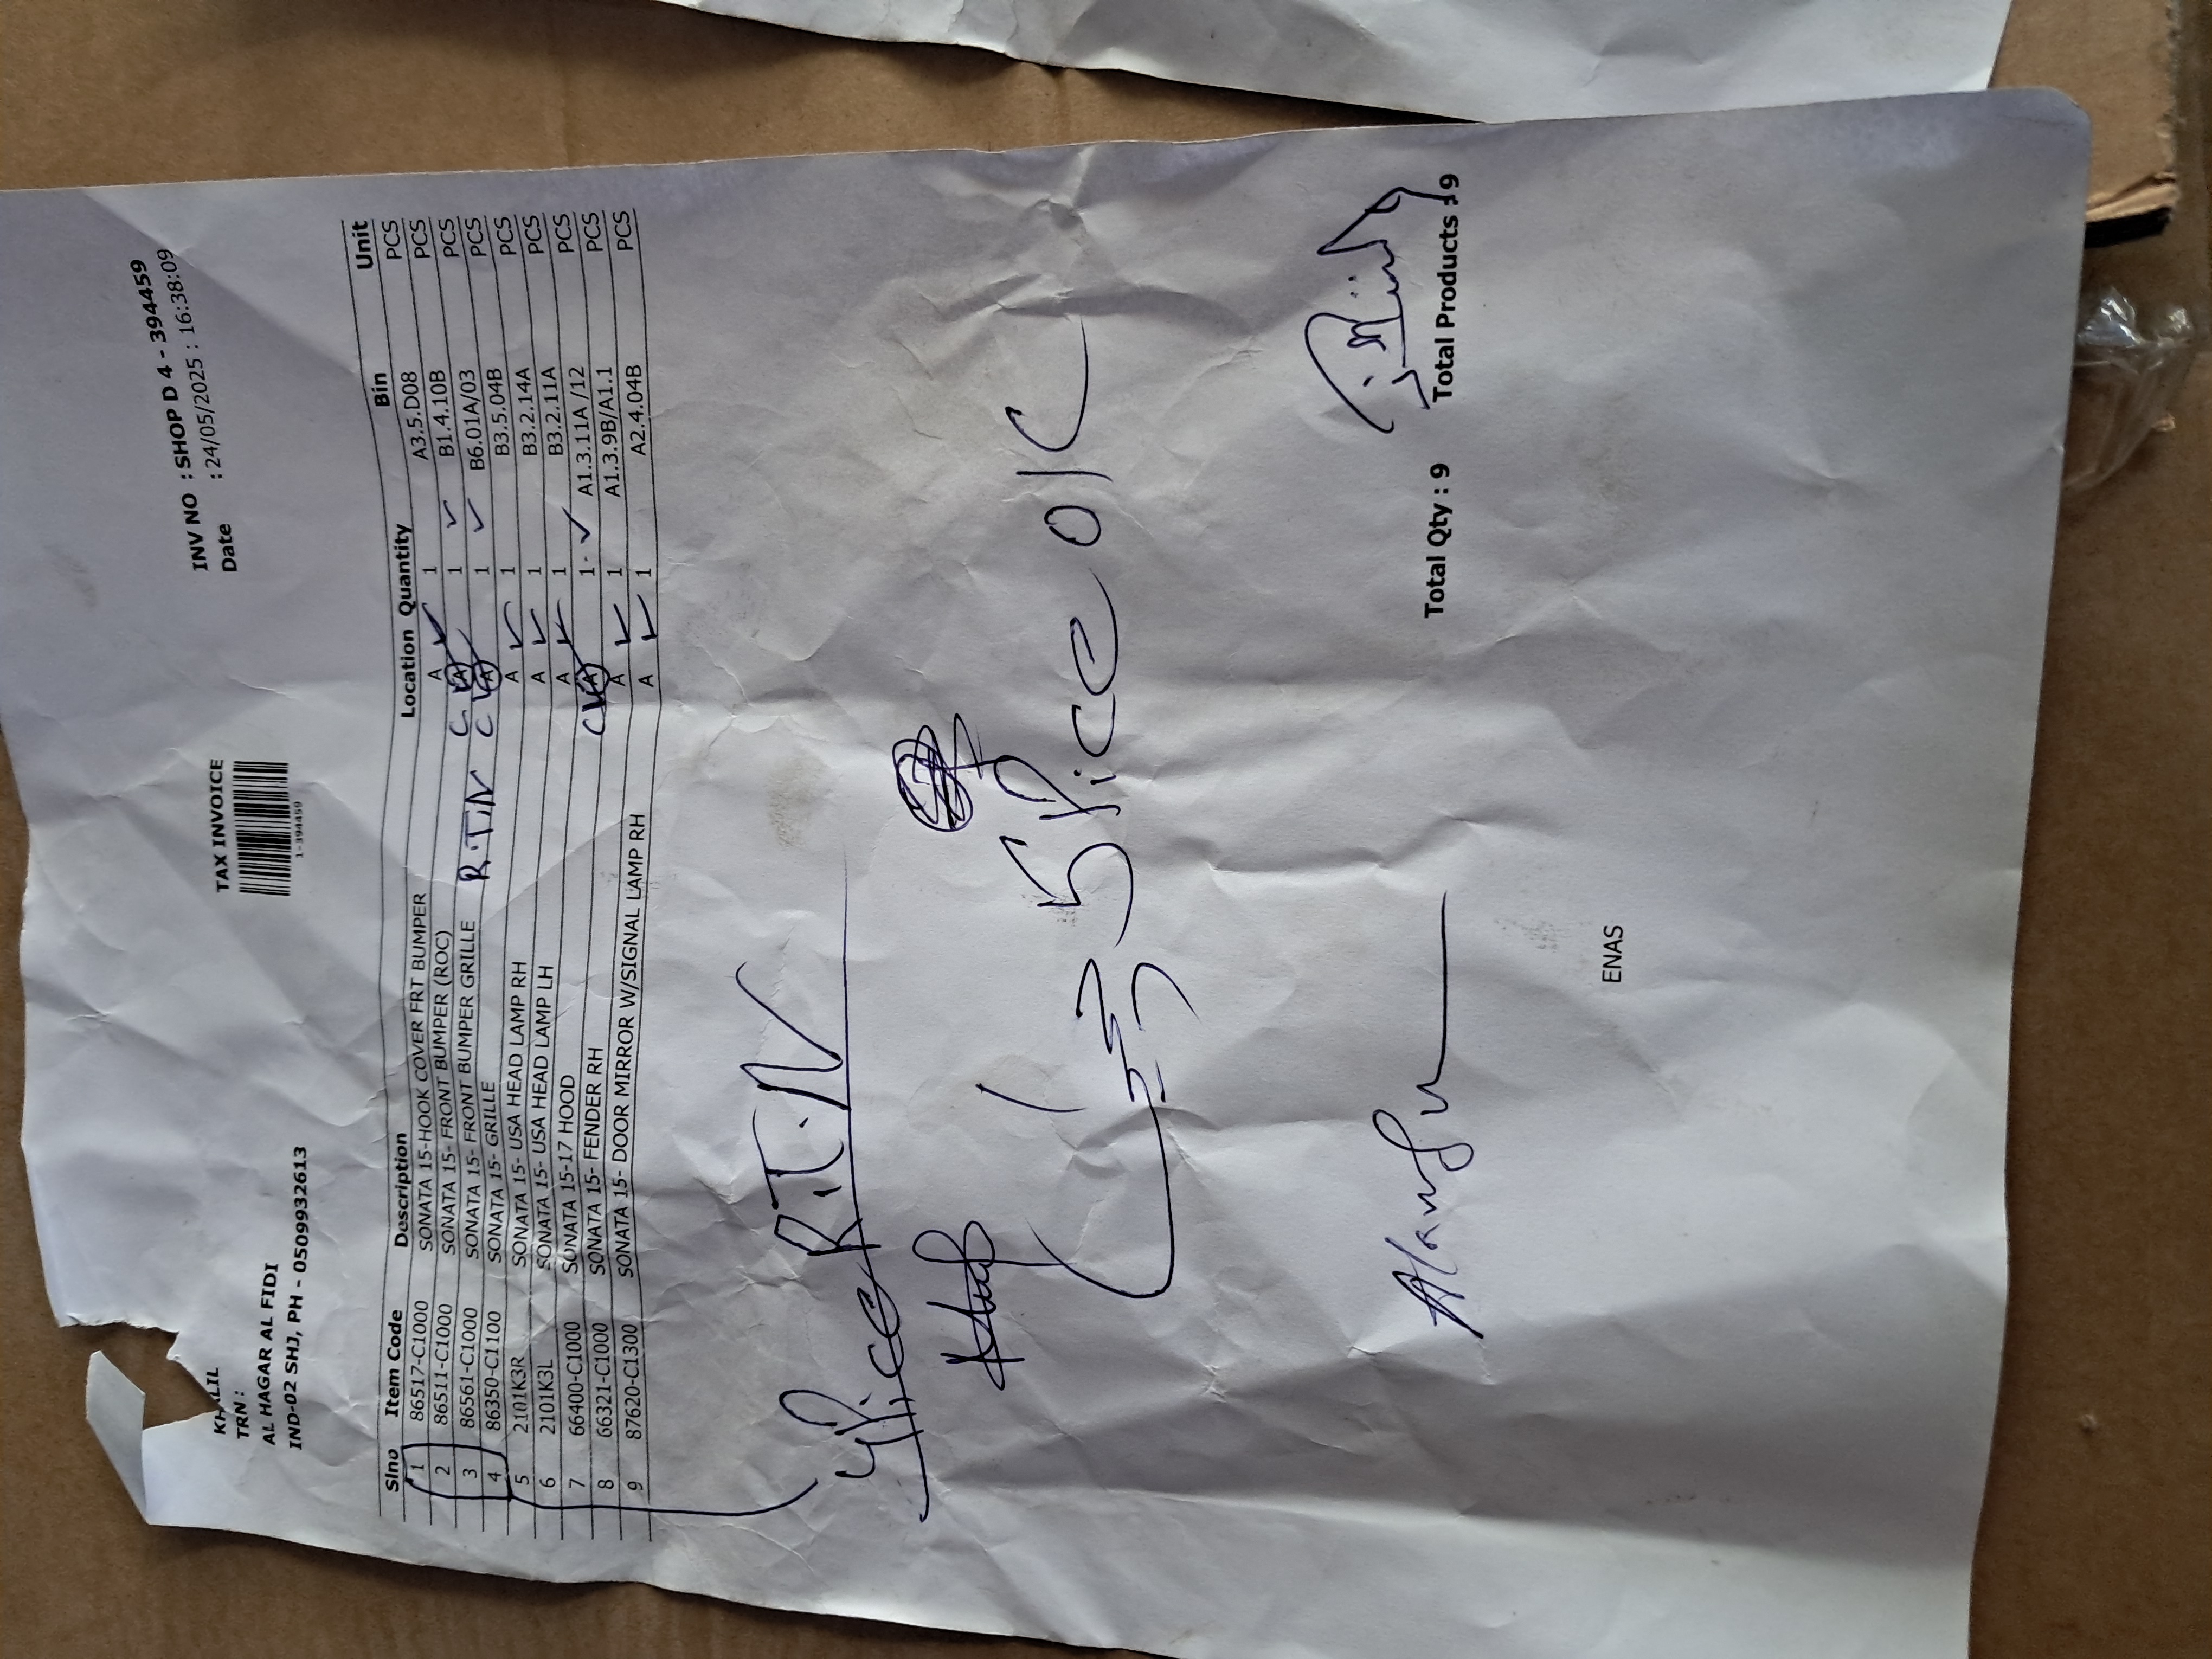 TAX INVOICE
1-394459
INV NO : SHOP D 4 - 394459
Date : 24/05/2025 : 16:38:09
KHALIL
TRN :
AL HAGAR AL FIDI
IND-02 SHJ, PH - 0509932613
Slno Item Code Description Location Quantity Bin Unit
1 86517-C1000 SONATA 15-HOOK COVER FRT BUMPER A 1 A3.5.D08 PCS
2 86511-C1000 SONATA 15- FRONT BUMPER (ROC) A 1 B1.4.10B PCS
3 86561-C1000 SONATA 15- FRONT BUMPER GRILLE R.T.N A 1 B6.01A/03 PCS
4 86350-C1100 SONATA 15- GRILLE A 1 B3.5.04B PCS
5 2101K3R SONATA 15- USA HEAD LAMP RH A 1 B3.2.14A PCS
6 2101K3L SONATA 15- USA HEAD LAMP LH A 1 B3.2.11A PCS
7 66400-C1000 SONATA 15-17 HOOD A 1 A1.3.11A /12 PCS
8 66321-C1000 SONATA 15- FENDER RH A 1 A1.3.9B/A1.1 PCS
9 87620-C1300 SONATA 15- DOOR MIRROR W/SIGNAL LAMP RH A 1 A2.4.04B PCS
4Pice R.T.N
5 Pice O/C
Total Qty : 9 Total Products : 9
ENAS